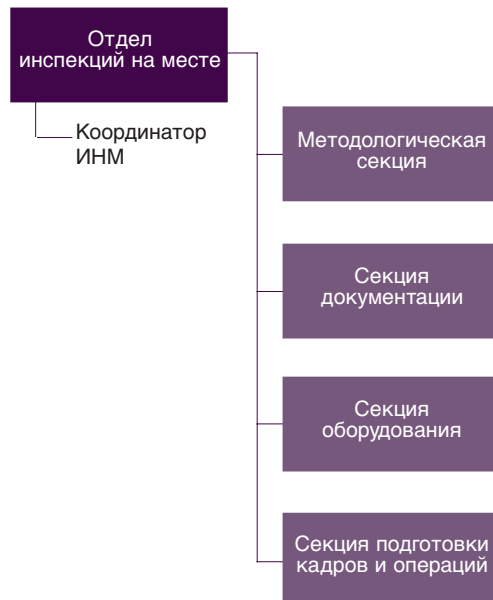 Отдел
инспекций на месте
Координатор
ИНМ
Методологическая
секция
Секция
документации
Секция
оборудования
Секция подготовки
кадров и операций